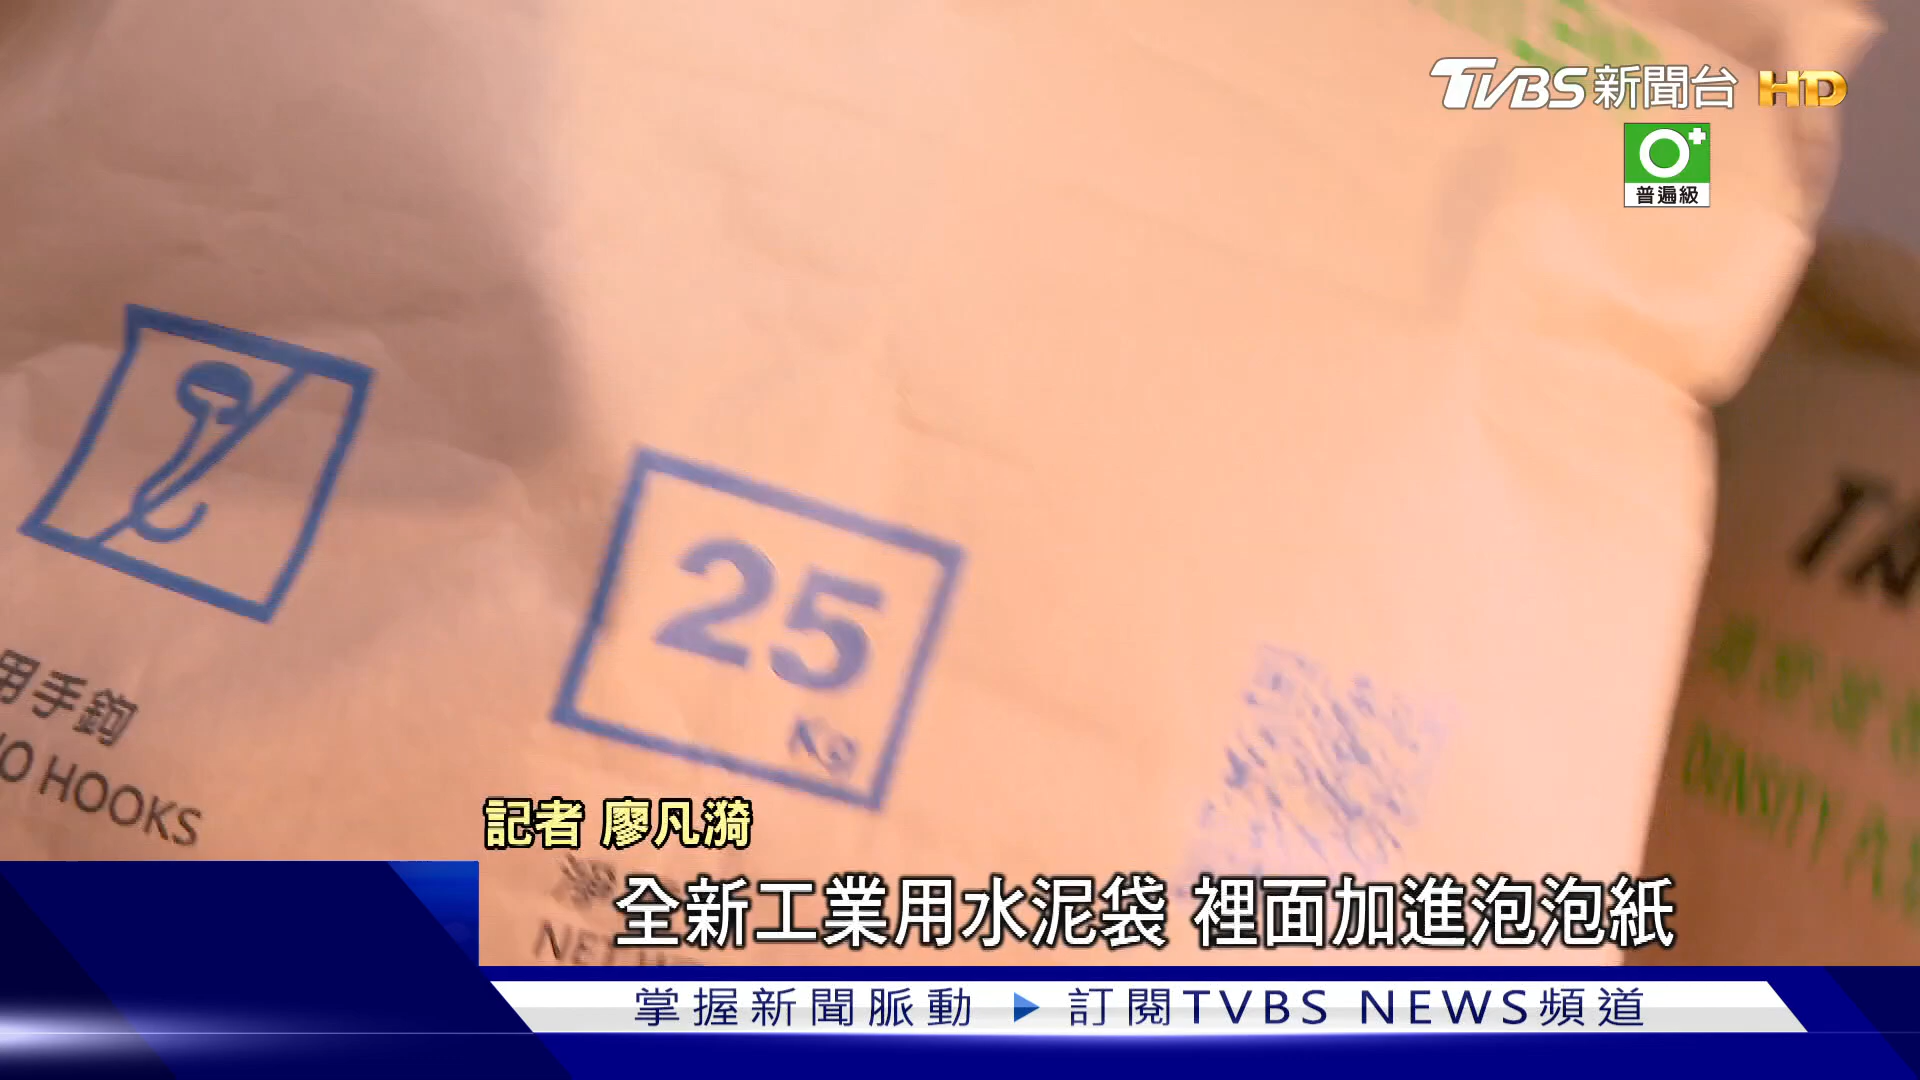 TVBS新聞台 HD
普遍級
25
用手鉤
NO HOOKS
記者 廖凡漪
全新工業用水泥袋 裡面加進泡泡紙
掌握新聞脈動 ▶ 訂閱TVBS NEWS頻道